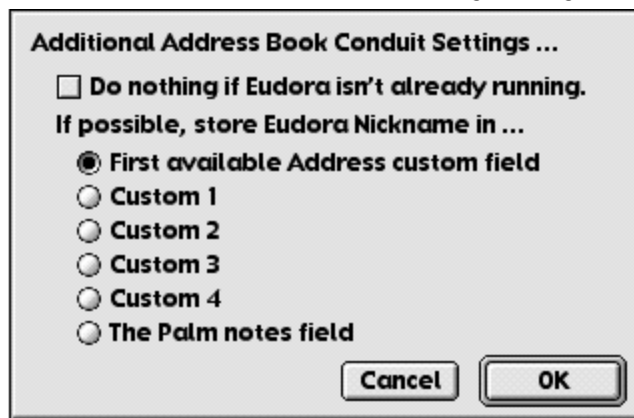 Additional Address Book Conduit Settings ...
Do nothing if Eudora isn't already running.
If possible, store Eudora Nickname in ...
First available Address custom field
Custom 1
Custom 2
Custom 3
Custom 4
The Palm notes field
Cancel OK